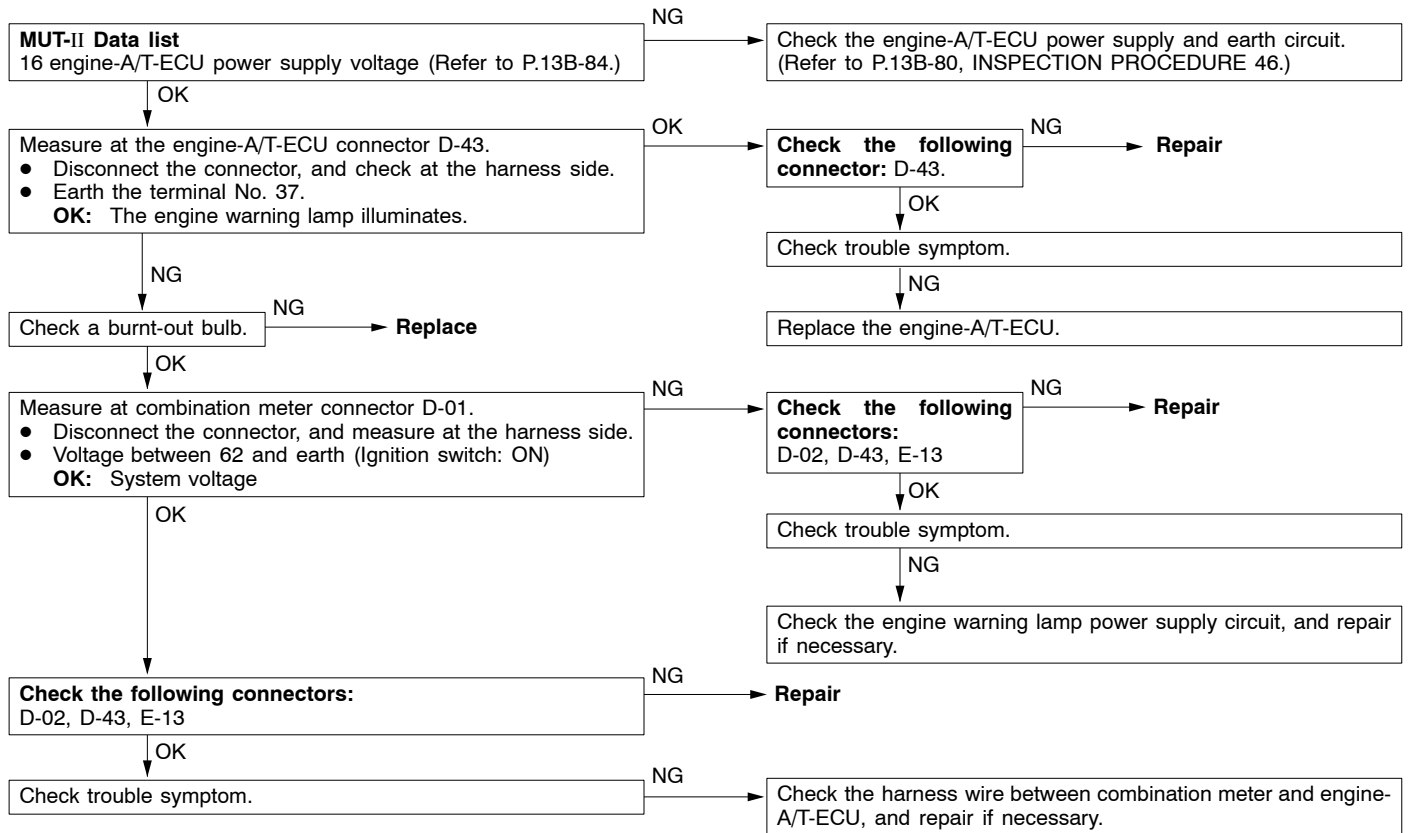 MUT-II Data list
16 engine-A/T-ECU power supply voltage (Refer to P.13B-84.)
NG
Check the engine-A/T-ECU power supply and earth circuit.
(Refer to P.13B-80, INSPECTION PROCEDURE 46.)
OK
Measure at the engine-A/T-ECU connector D-43.
● Disconnect the connector, and check at the harness side.
● Earth the terminal No. 37.
OK: The engine warning lamp illuminates.
OK
Check the following
connector: D-43.
NG
Repair
OK
Check trouble symptom.
NG
Replace the engine-A/T-ECU.
NG
Check a burnt-out bulb.
NG
Replace
OK
Measure at combination meter connector D-01.
● Disconnect the connector, and measure at the harness side.
● Voltage between 62 and earth (Ignition switch: ON)
OK: System voltage
NG
Check the following
connectors:
D-02, D-43, E-13
NG
Repair
OK
Check trouble symptom.
NG
Check the engine warning lamp power supply circuit, and repair
if necessary.
OK
Check the following connectors:
D-02, D-43, E-13
NG
Repair
OK
Check trouble symptom.
NG
Check the harness wire between combination meter and engine-
A/T-ECU, and repair if necessary.